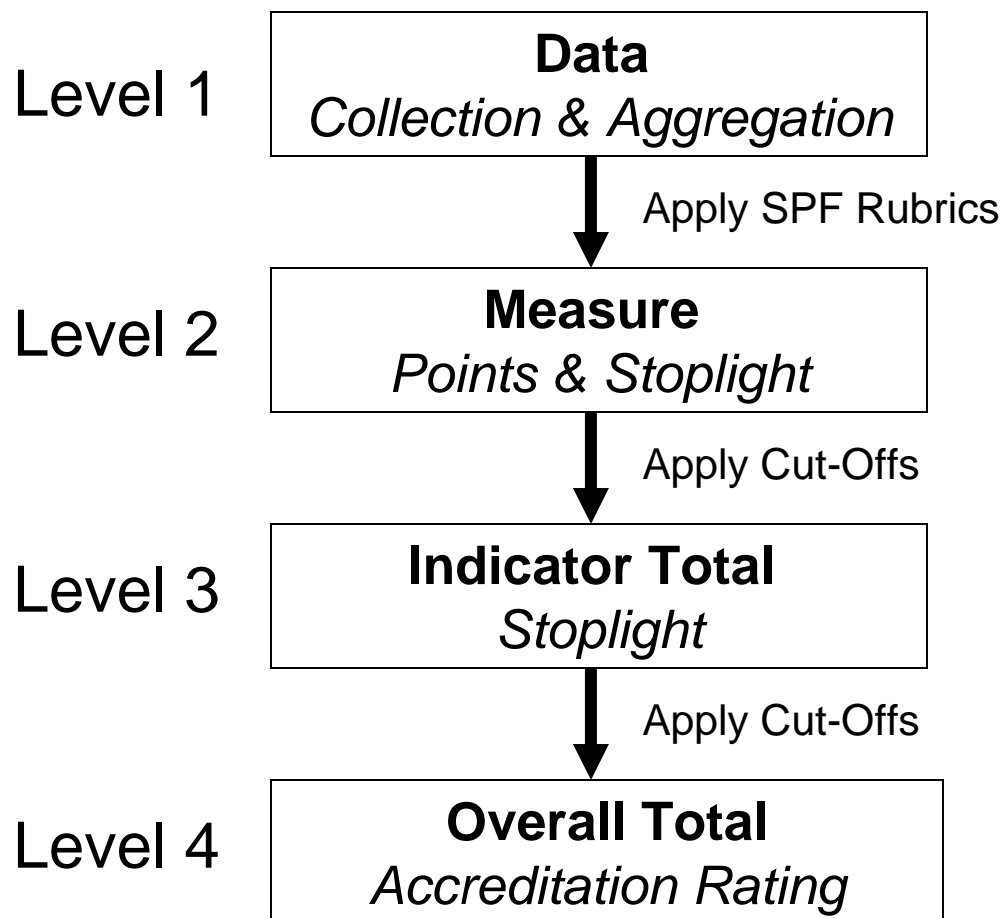 Level 1
Data
Collection & Aggregation
Apply SPF Rubrics
Level 2
Measure
Points & Stoplight
Apply Cut-Offs
Level 3
Indicator Total
Stoplight
Apply Cut-Offs
Level 4
Overall Total
Accreditation Rating